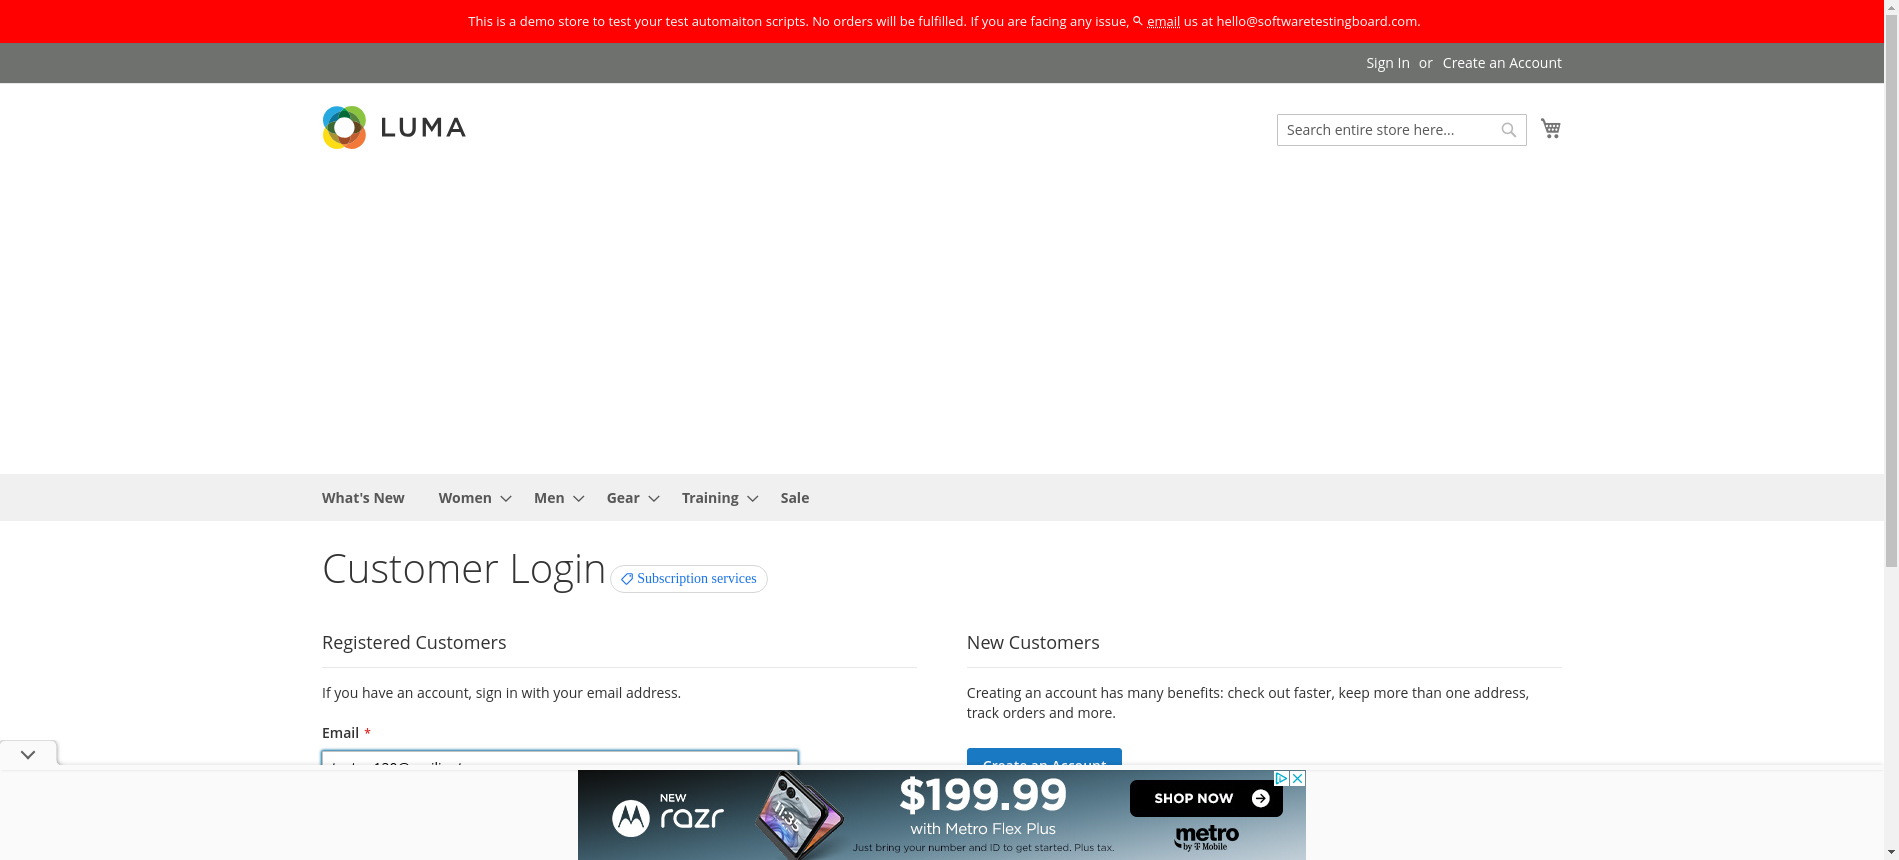 This is a demo store to test your test automaiton scripts. No orders will be fulfilled. If you are facing any issue, email us at hello@softwaretestingboard.com.
Sign In or Create an Account
LUMA
Search entire store here...
What's New Women Men Gear Training Sale
Customer Login Subscription services
Registered Customers
If you have an account, sign in with your email address.
Email *
New Customers
Creating an account has many benefits: check out faster, keep more than one address,
track orders and more.
Create an Account
NEW
razr
11:35
$199.99
with Metro Flex Plus
Just bring your number and ID to get started. Plus tax.
SHOP NOW
metro
by T Mobile